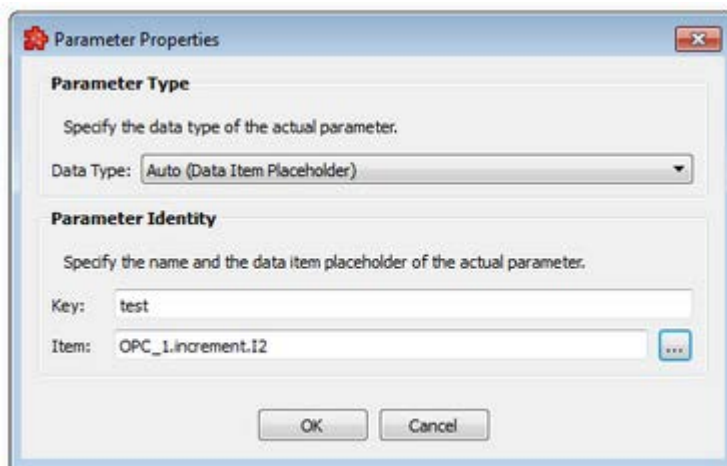 Parameter Properties
Parameter Type
Specify the data type of the actual parameter.
Data Type: Auto (Data Item Placeholder)
Parameter Identity
Specify the name and the data item placeholder of the actual parameter.
Key: test
Item: OPC_1.increment.I2 ...
OK Cancel